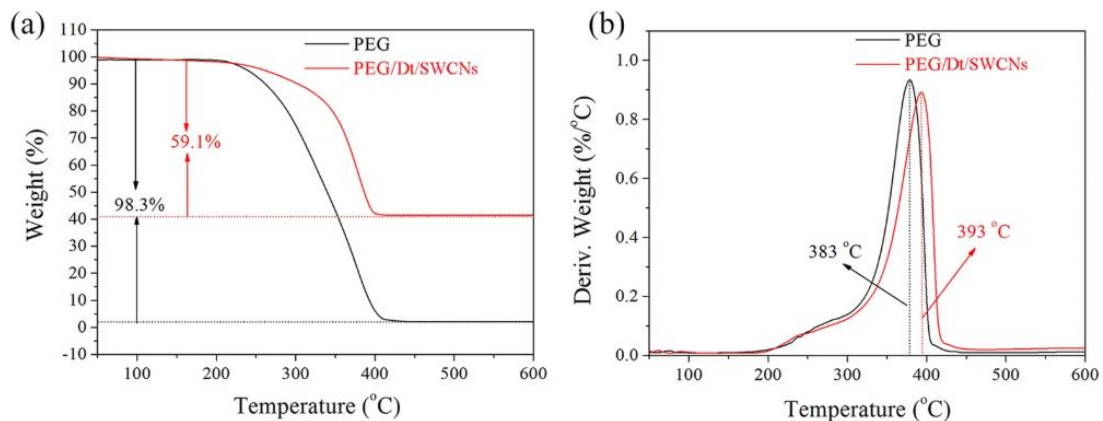 (a)
PEG
PEG/Dt/SWCNs
110
100
90
80
70
60
50
40
30
20
10
0
-10
Weight (%)
59.1%
98.3%
100
200
300
400
500
600
Temperature (°C)
(b)
PEG
PEG/Dt/SWCNs
1.0
0.8
0.6
0.4
0.2
0.0
Deriv. Weight (%/°C)
383 °C
393 °C
100
200
300
400
500
600
Temperature (°C)